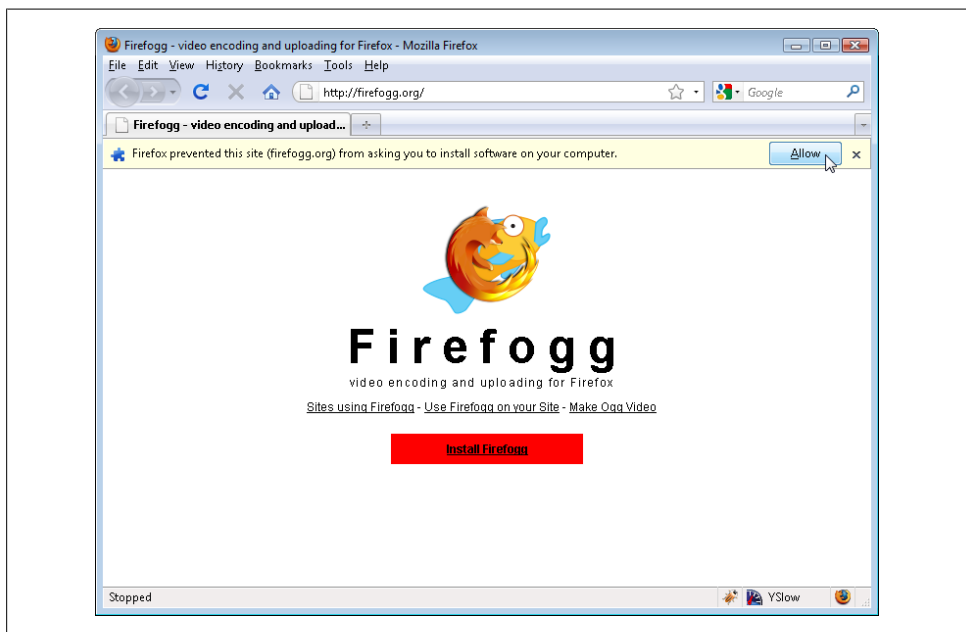 Firefogg - video encoding and uploading for Firefox - Mozilla Firefox
File Edit View History Bookmarks Tools Help
http://firefogg.org/
Google
Firefogg - video encoding and upload...
Firefox prevented this site (firefogg.org) from asking you to install software on your computer.
Allow
Firefogg
video encoding and uploading for Firefox
Sites using Firefogg - Use Firefogg on your Site - Make Ogg Video
Install Firefogg
Stopped
YSlow